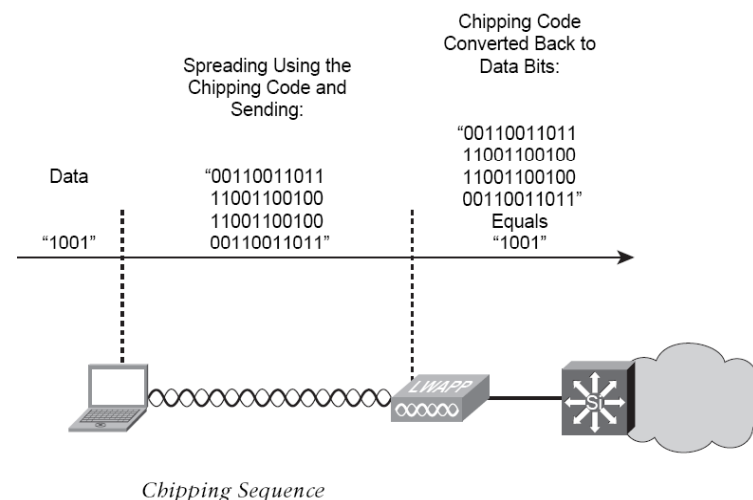 Chipping Code
Converted Back to
Data Bits:
Spreading Using the
Chipping Code and
Sending:
“00110011011
11001100100
11001100100
00110011011”
Equals
“1001”
Data
“1001”
“00110011011
11001100100
11001100100
00110011011”
LWAPP
Si
Chipping Sequence